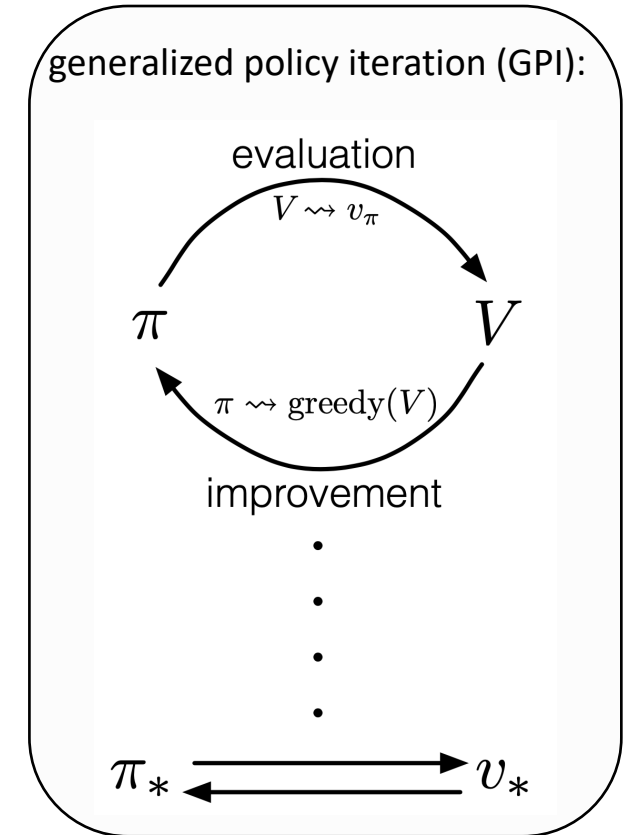 generalized policy iteration (GPI):
evaluation
V ⇝ v_π
π V
π ⇝ greedy(V)
improvement
π_* v_*